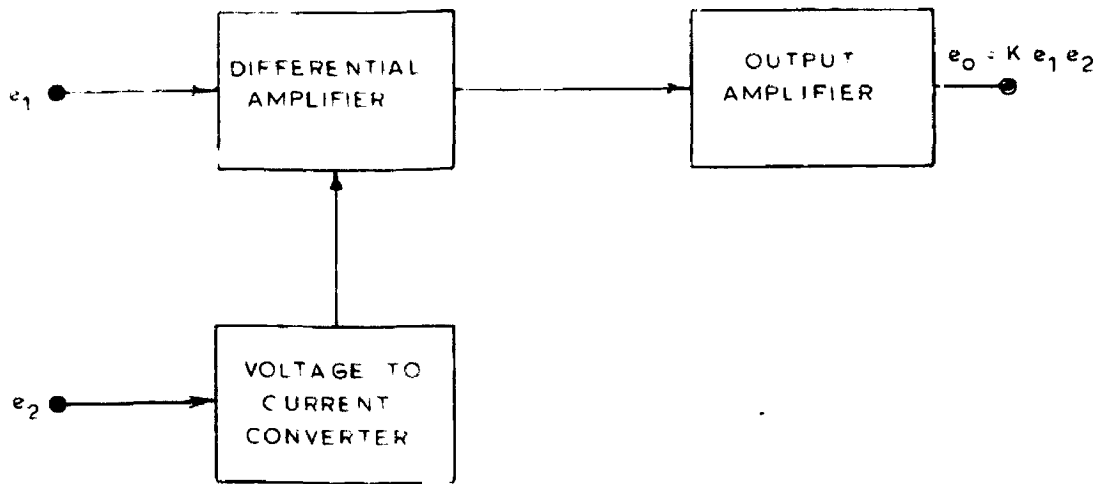 e₁
DIFFERENTIAL
AMPLIFIER
OUTPUT
AMPLIFIER
e₀ = K e₁ e₂
e₂
VOLTAGE TO
CURRENT
CONVERTER